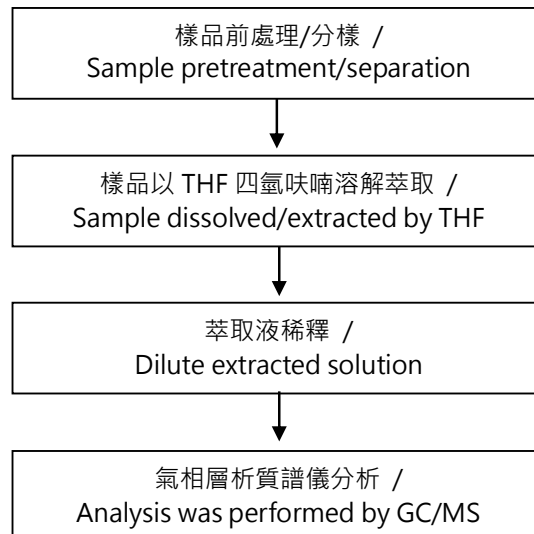 樣品前處理/分樣 /
Sample pretreatment/separation
樣品以 THF 四氫呋喃溶解萃取 /
Sample dissolved/extracted by THF
萃取液稀釋 /
Dilute extracted solution
氣相層析質譜儀分析 /
Analysis was performed by GC/MS